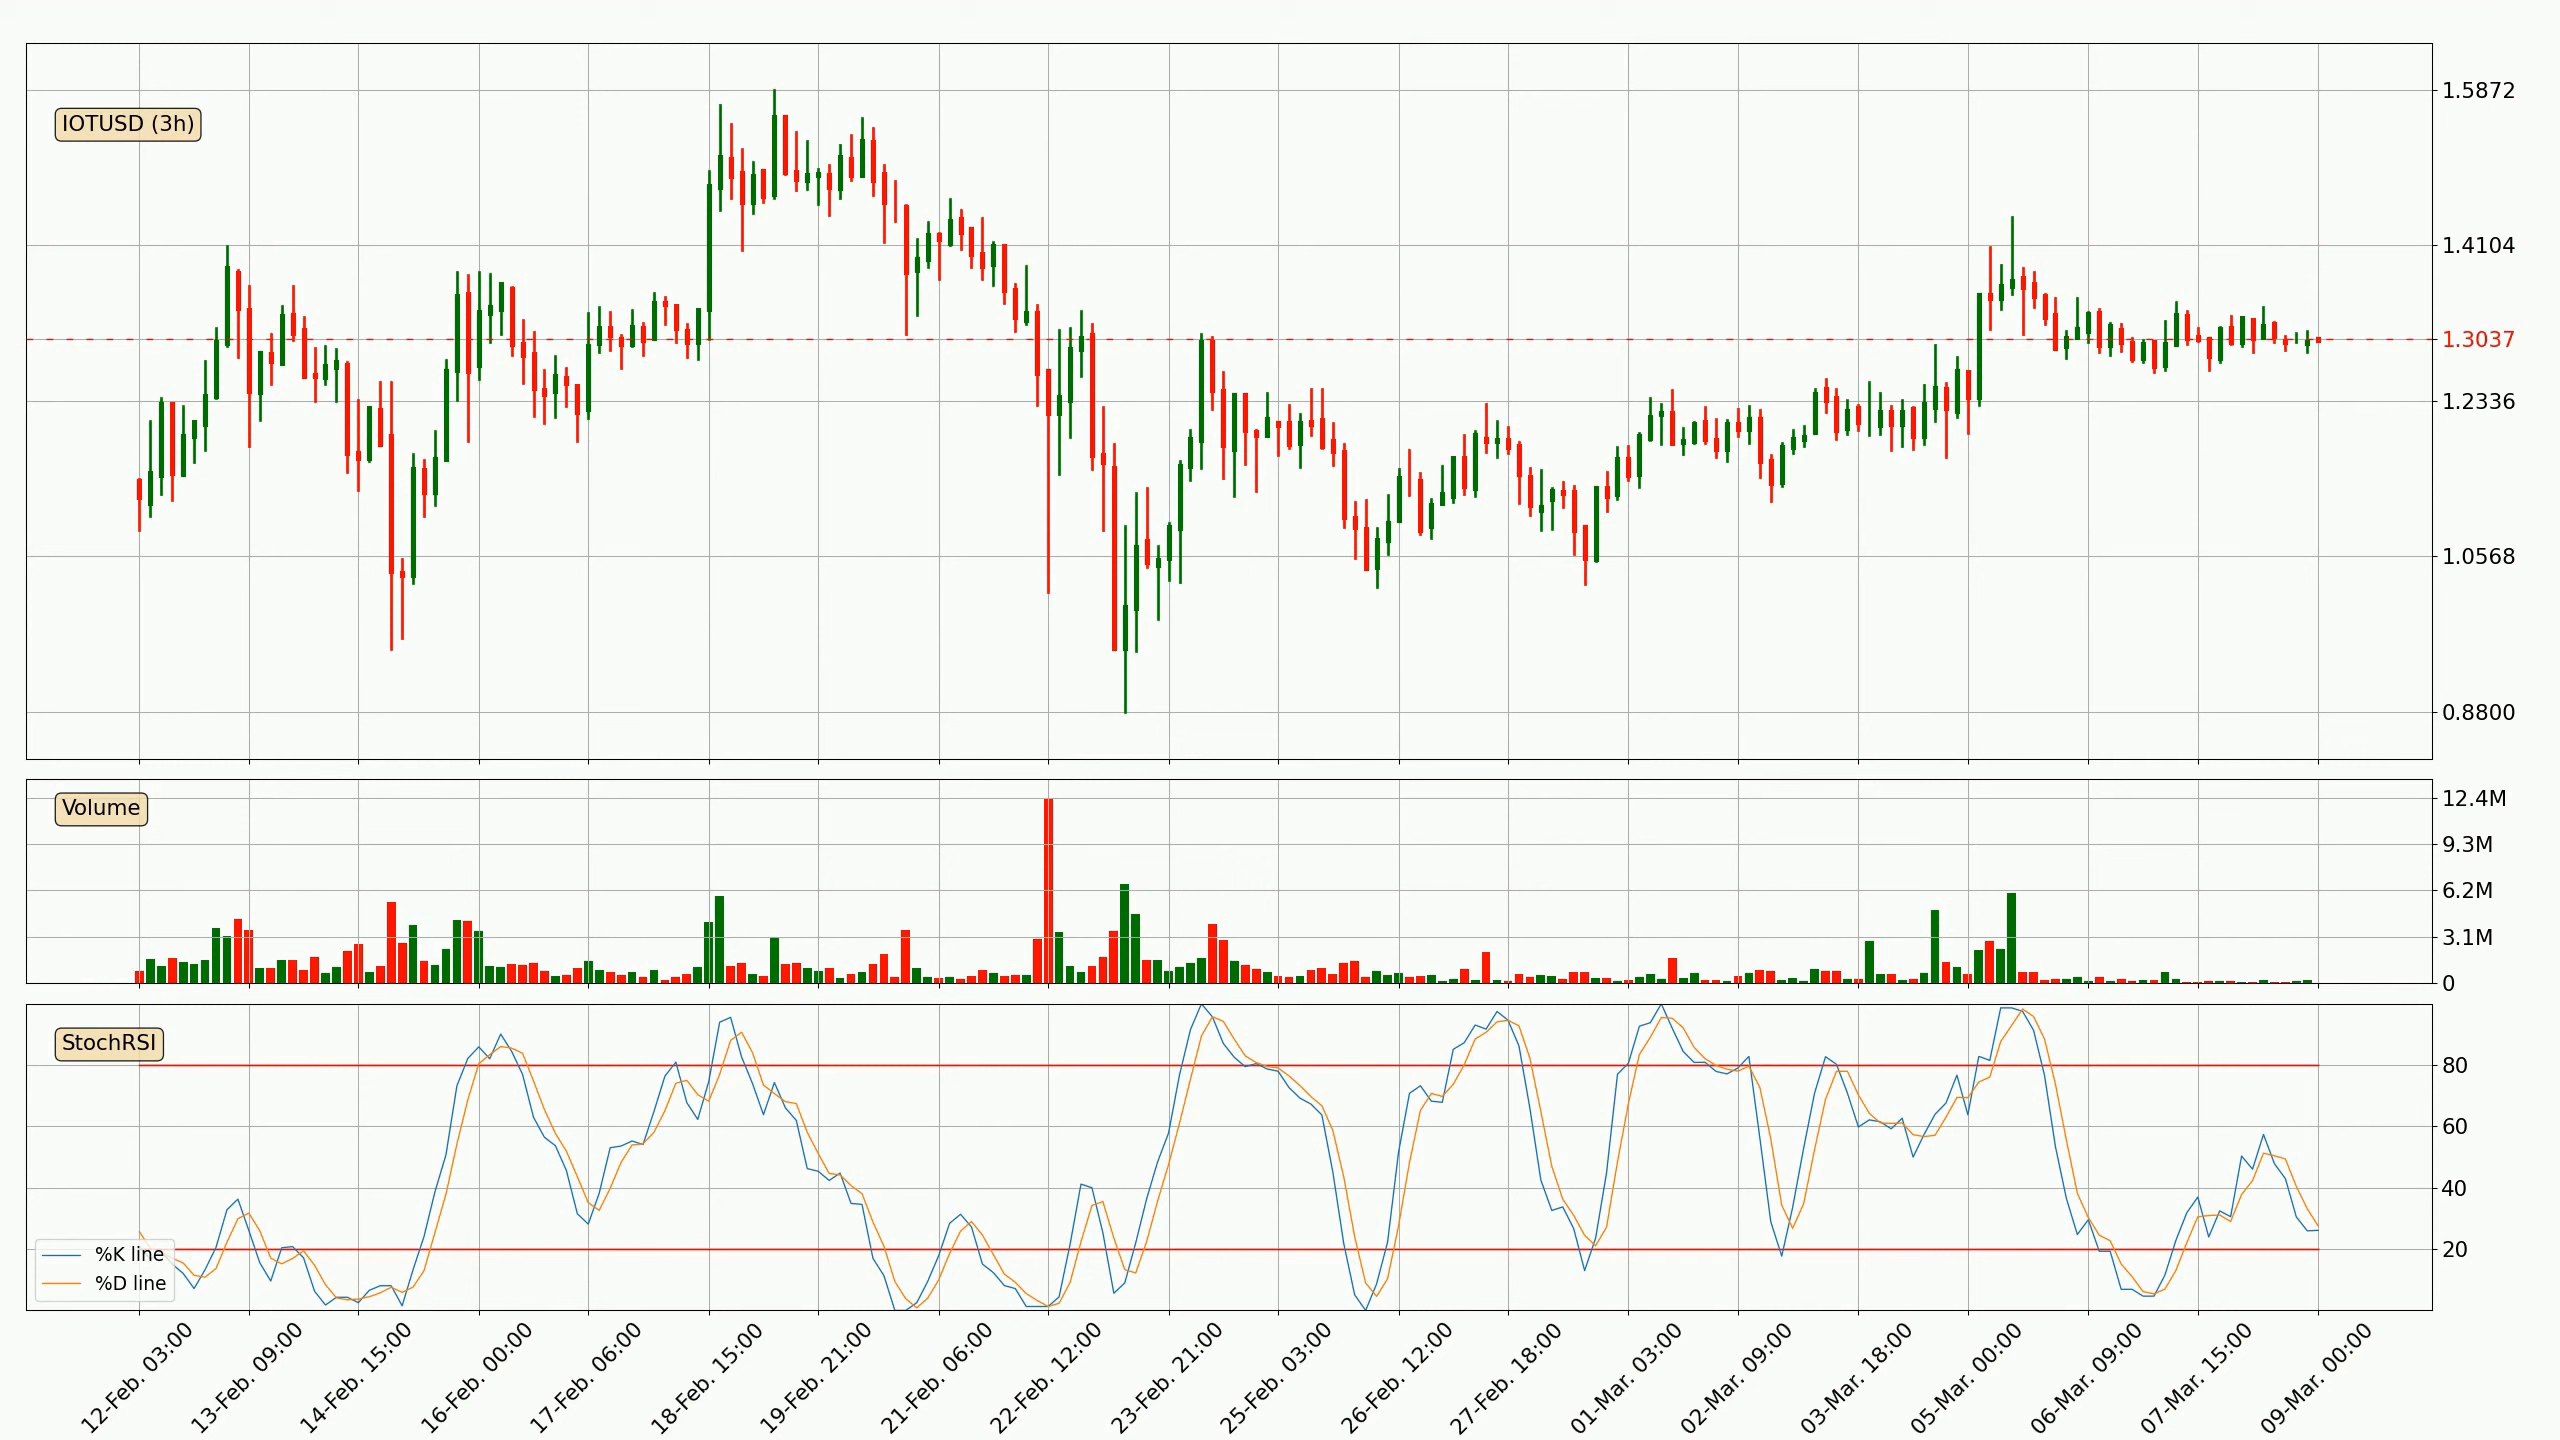 IOTUSD (3h)
1.5872
1.4104
1.3037
1.2336
1.0568
0.8800
Volume
12.4M
9.3M
6.2M
3.1M
0
StochRSI
80
60
40
20
%K line
%D line
12-Feb. 03:00
13-Feb. 09:00
14-Feb. 15:00
16-Feb. 00:00
17-Feb. 06:00
18-Feb. 15:00
19-Feb. 21:00
21-Feb. 06:00
22-Feb. 12:00
23-Feb. 21:00
25-Feb. 03:00
26-Feb. 12:00
27-Feb. 18:00
01-Mar. 03:00
02-Mar. 09:00
03-Mar. 18:00
05-Mar. 00:00
06-Mar. 09:00
07-Mar. 15:00
09-Mar. 00:00